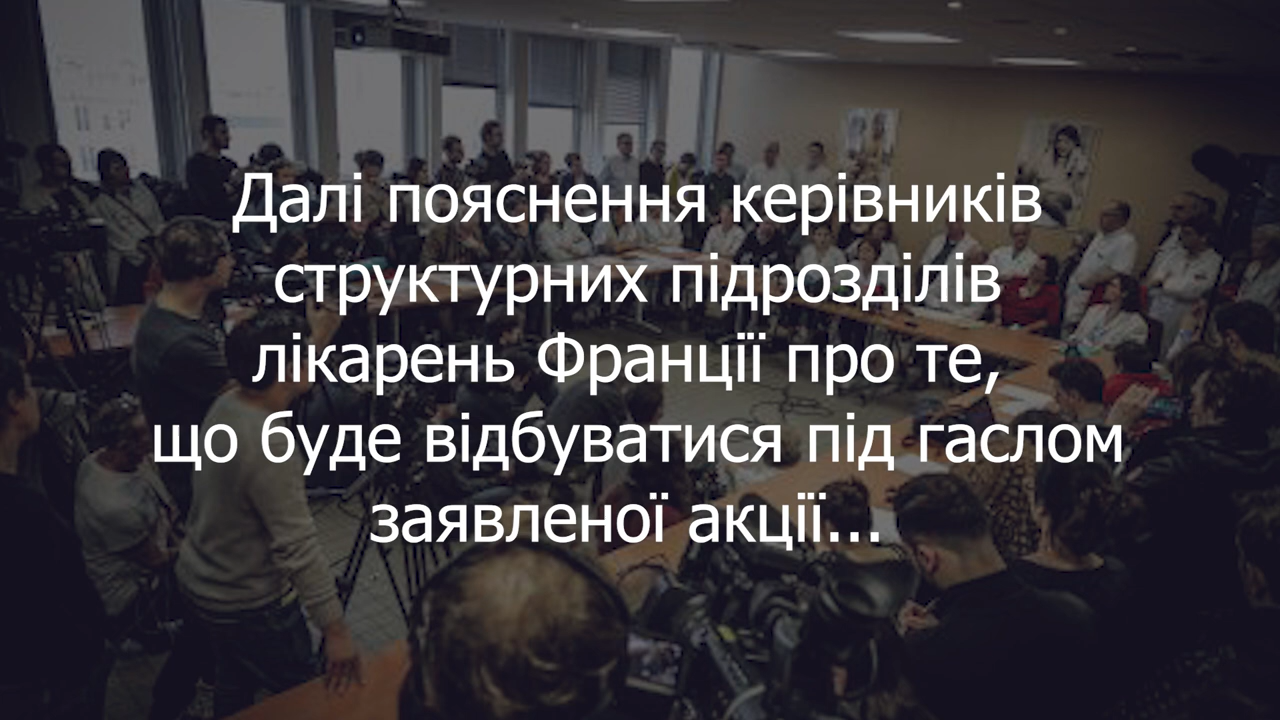 Далі пояснення керівників
структурних підрозділів
лікарень Франції про те,
що буде відбуватися під гаслом
заявленої акції...